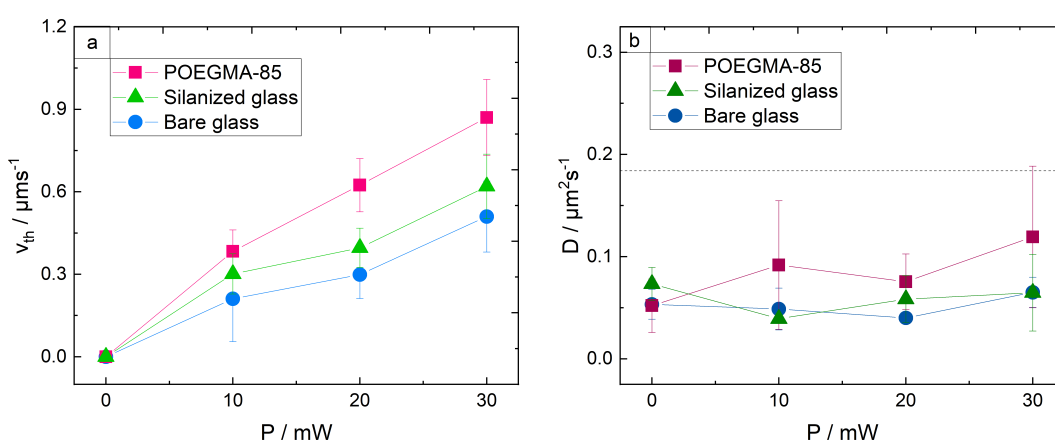 a
POEGMA-85
Silanized glass
Bare glass
1.2
0.9
0.6
0.3
0.0
v_th / μms⁻¹
0 10 20 30
P / mW
b
POEGMA-85
Silanized glass
Bare glass
0.3
0.2
0.1
0.0
D / μm²s⁻¹
0 10 20 30
P / mW